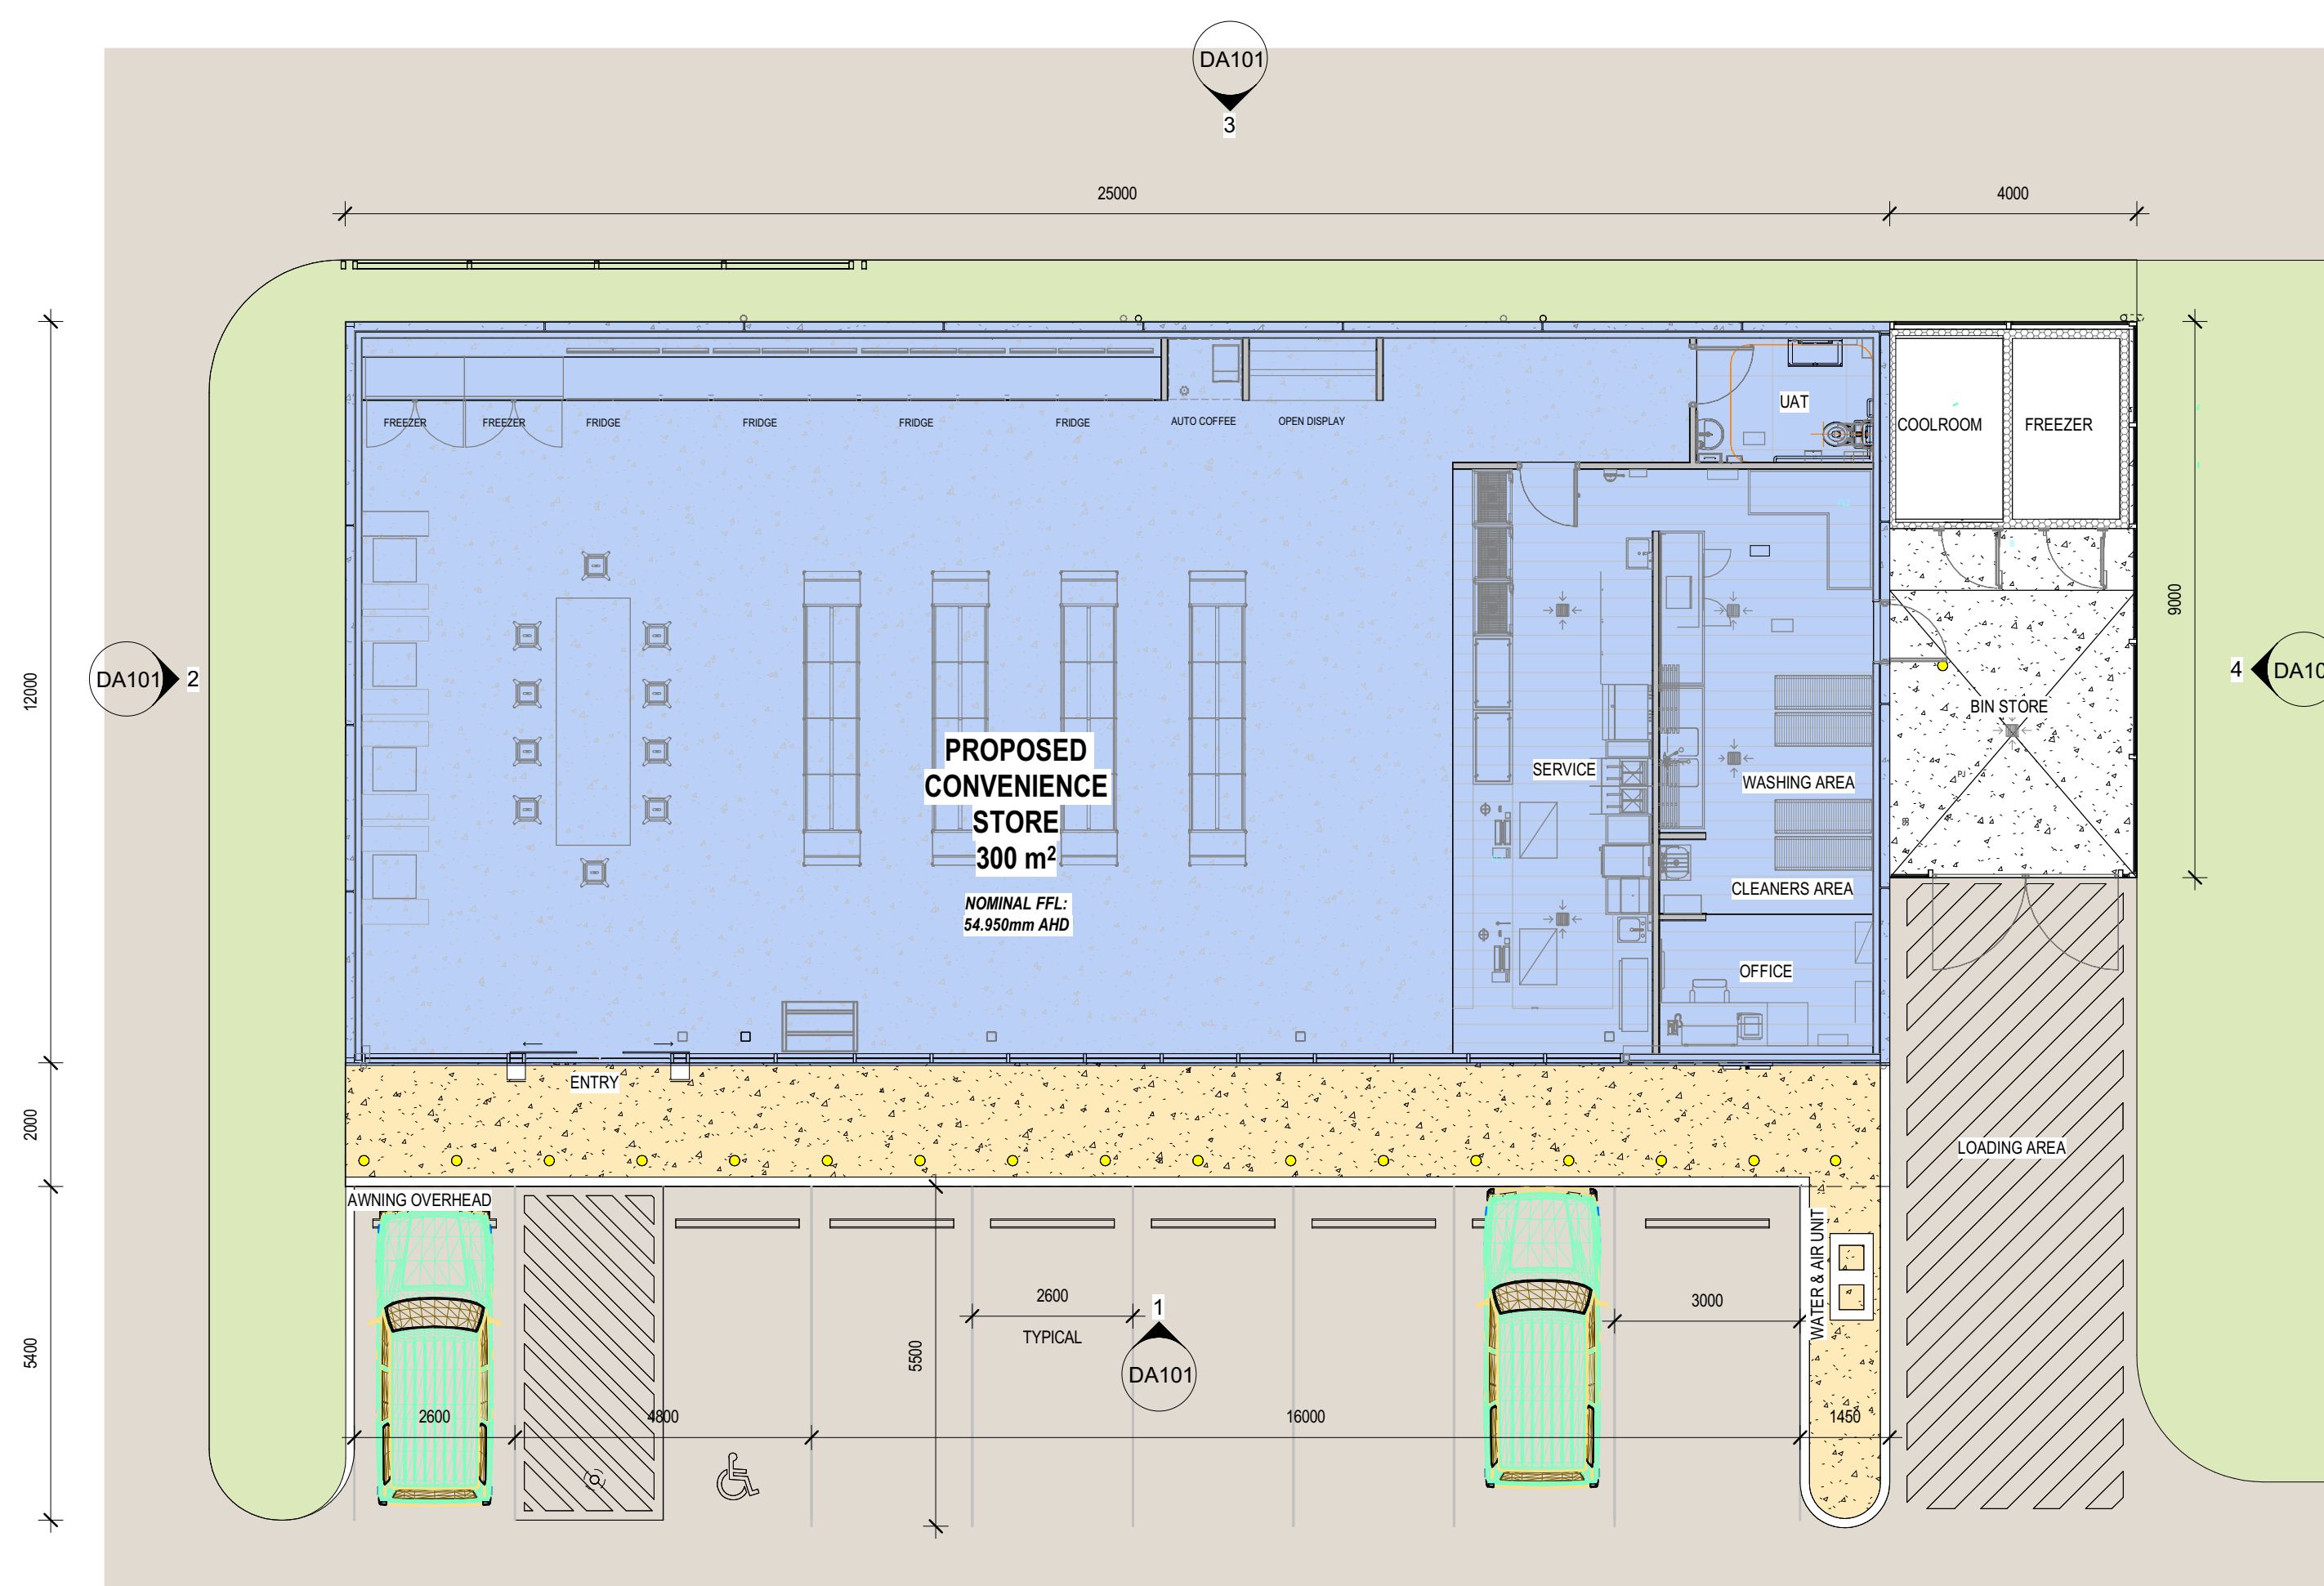 DA101
3
25000
4000
FREEZER
FREEZER
FRIDGE
FRIDGE
FRIDGE
FRIDGE
AUTO COFFEE
OPEN DISPLAY
UAT
COOLROOM
FREEZER
12000
DA101
2
9000
4
DA10
BIN STORE
PJ
SB
PROPOSED
CONVENIENCE
STORE
300 m²
NOMINAL FFL:
54.950mm AHD
SERVICE
WASHING AREA
CLEANERS AREA
OFFICE
ENTRY
2000
LOADING AREA
AWNING OVERHEAD
WATER & AIR UNIT
2600
TYPICAL
1
DA101
3000
5400
5500
2600
4800
16000
1450